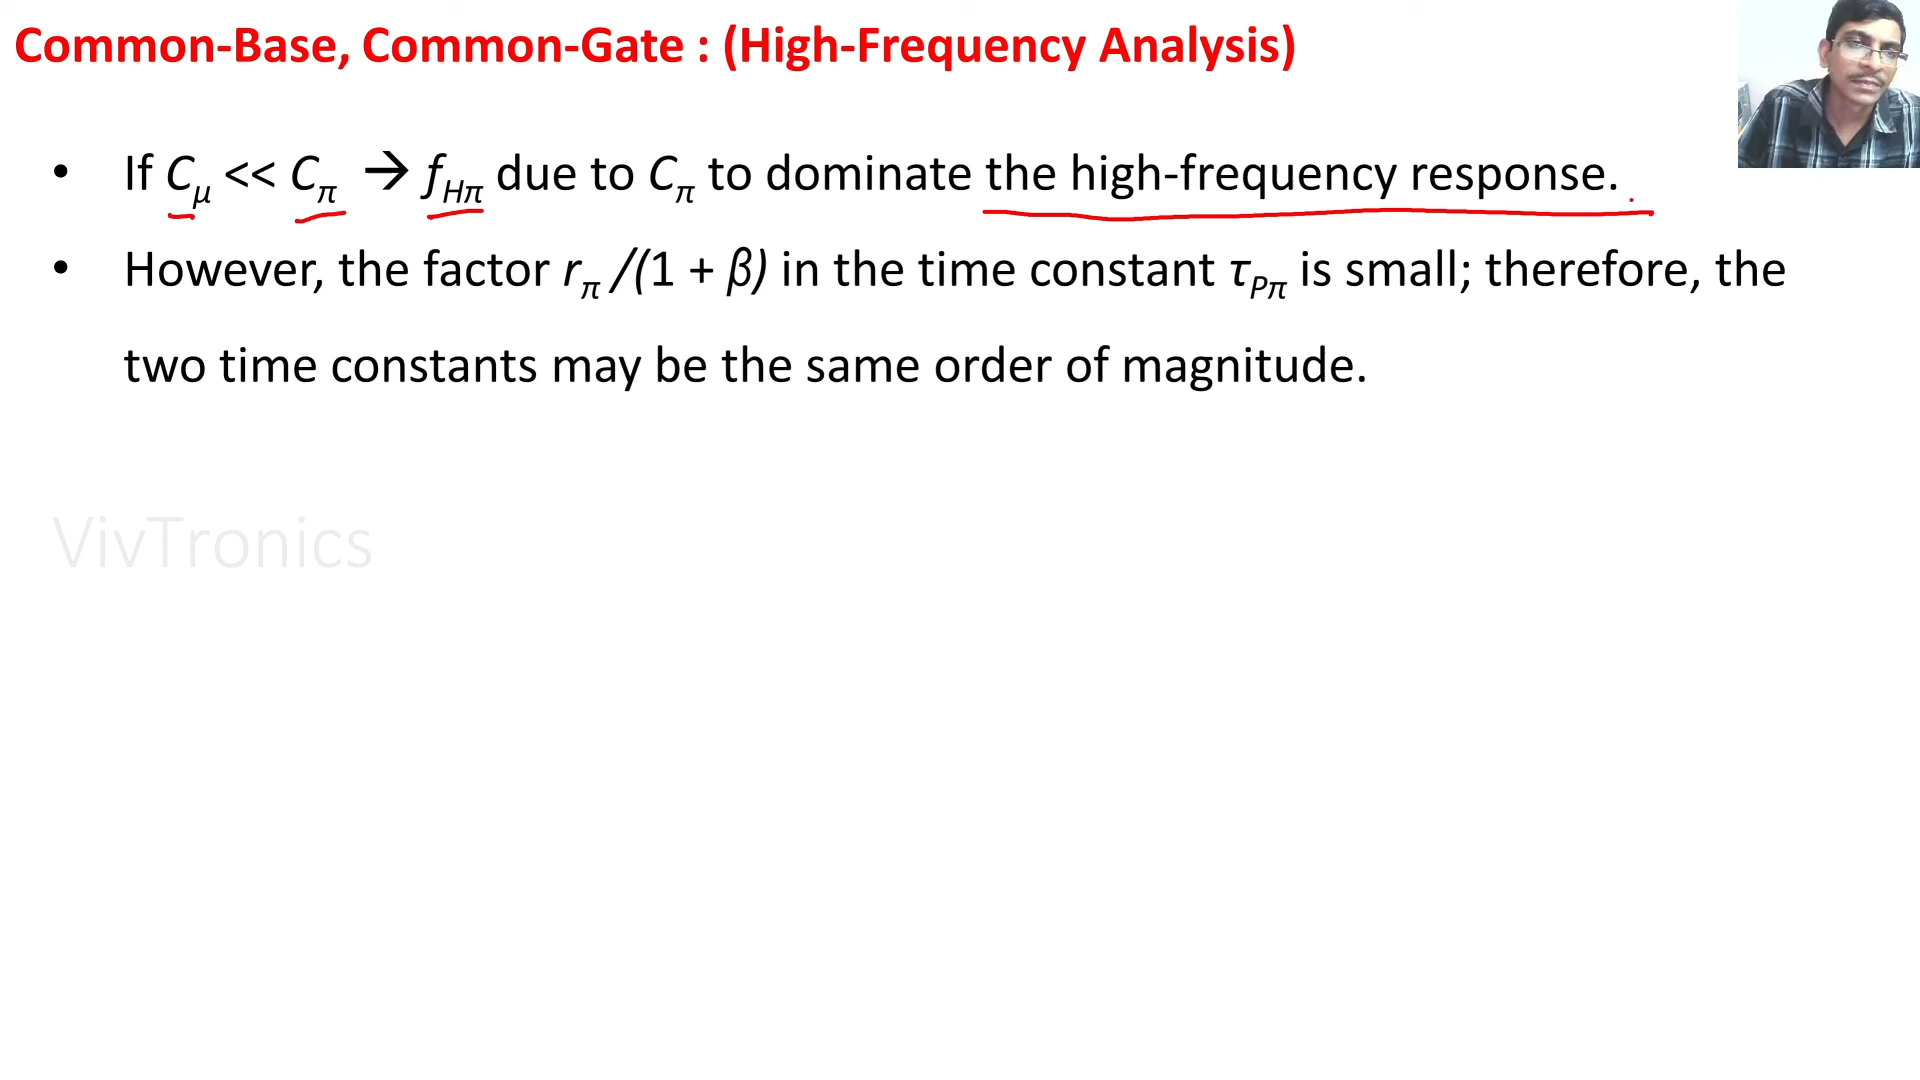 Common-Base, Common-Gate : (High-Frequency Analysis)
• If Cμ << Cπ → fHπ due to Cπ to dominate the high-frequency response.
• However, the factor rπ /(1 + β) in the time constant τPπ is small; therefore, the
two time constants may be the same order of magnitude.
VivTronics